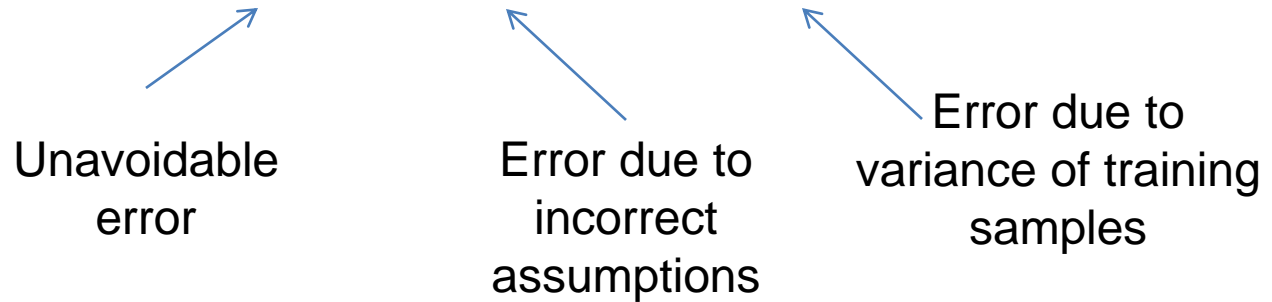 Unavoidable
error
Error due to
incorrect
assumptions
Error due to
variance of training
samples